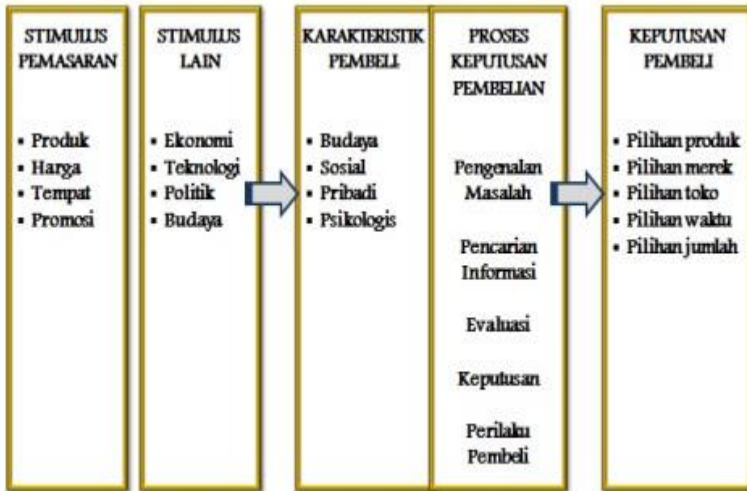 STIMULUS
PEMASARAN
• Produk
• Harga
• Tempat
• Promosi
STIMULUS
LAIN
• Ekonomi
• Teknologi
• Politik
• Budaya
KARAKTERISTIK
PEMBELI
• Budaya
• Sosial
• Pribadi
• Psikologis
PROSES
KEPUTUSAN
PEMBELIAN
Pengenalan
Masalah
Pencarian
Informasi
Evaluasi
Keputusan
Perilaku
Pembeli
KEPUTUSAN
PEMBELI
• Pilihan produk
• Pilihan merek
• Pilihan toko
• Pilihan waktu
• Pilihan jumlah